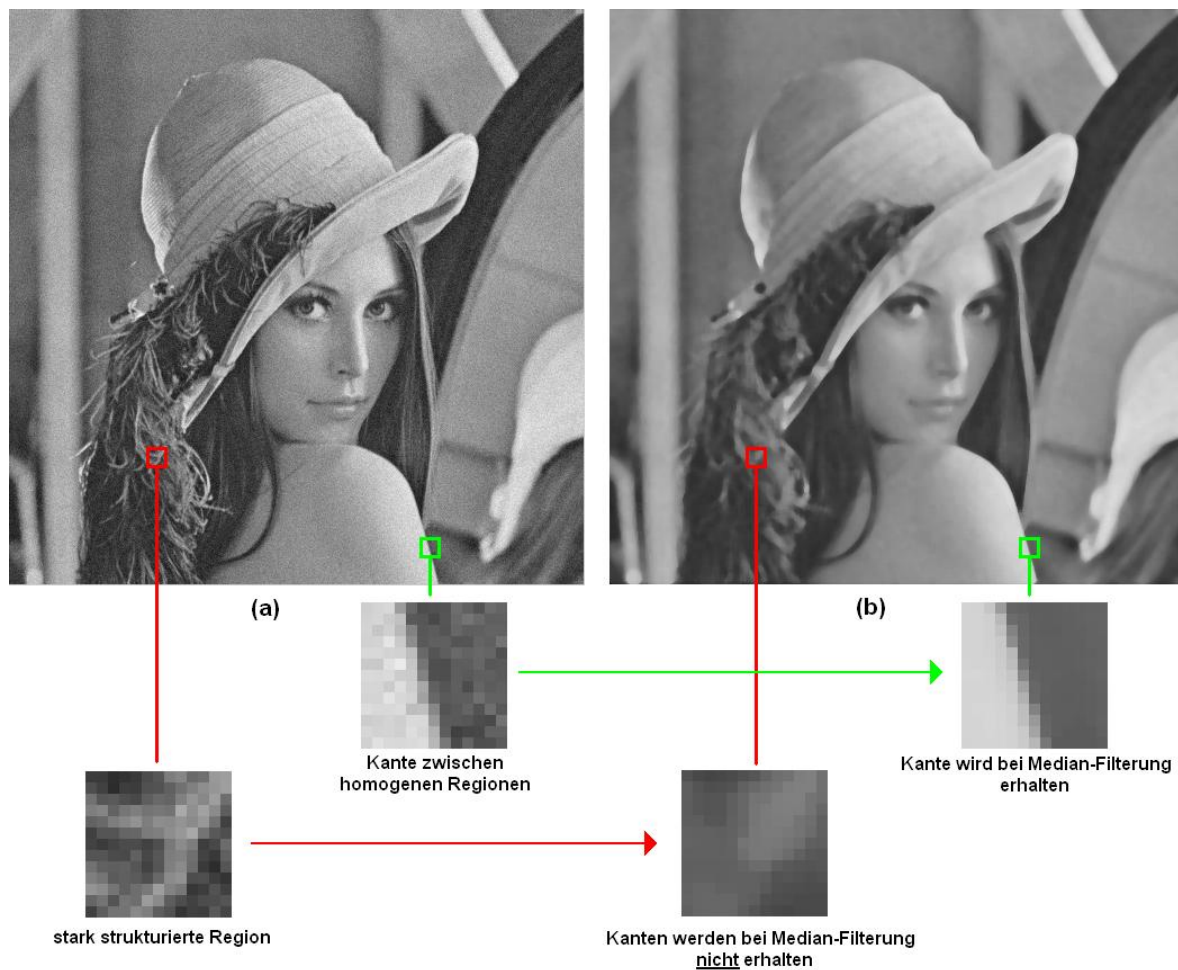 (a)
(b)
Kante zwischen
homogenen Regionen
Kante wird bei Median-Filterung
erhalten
stark strukturierte Region
Kanten werden bei Median-Filterung
nicht erhalten